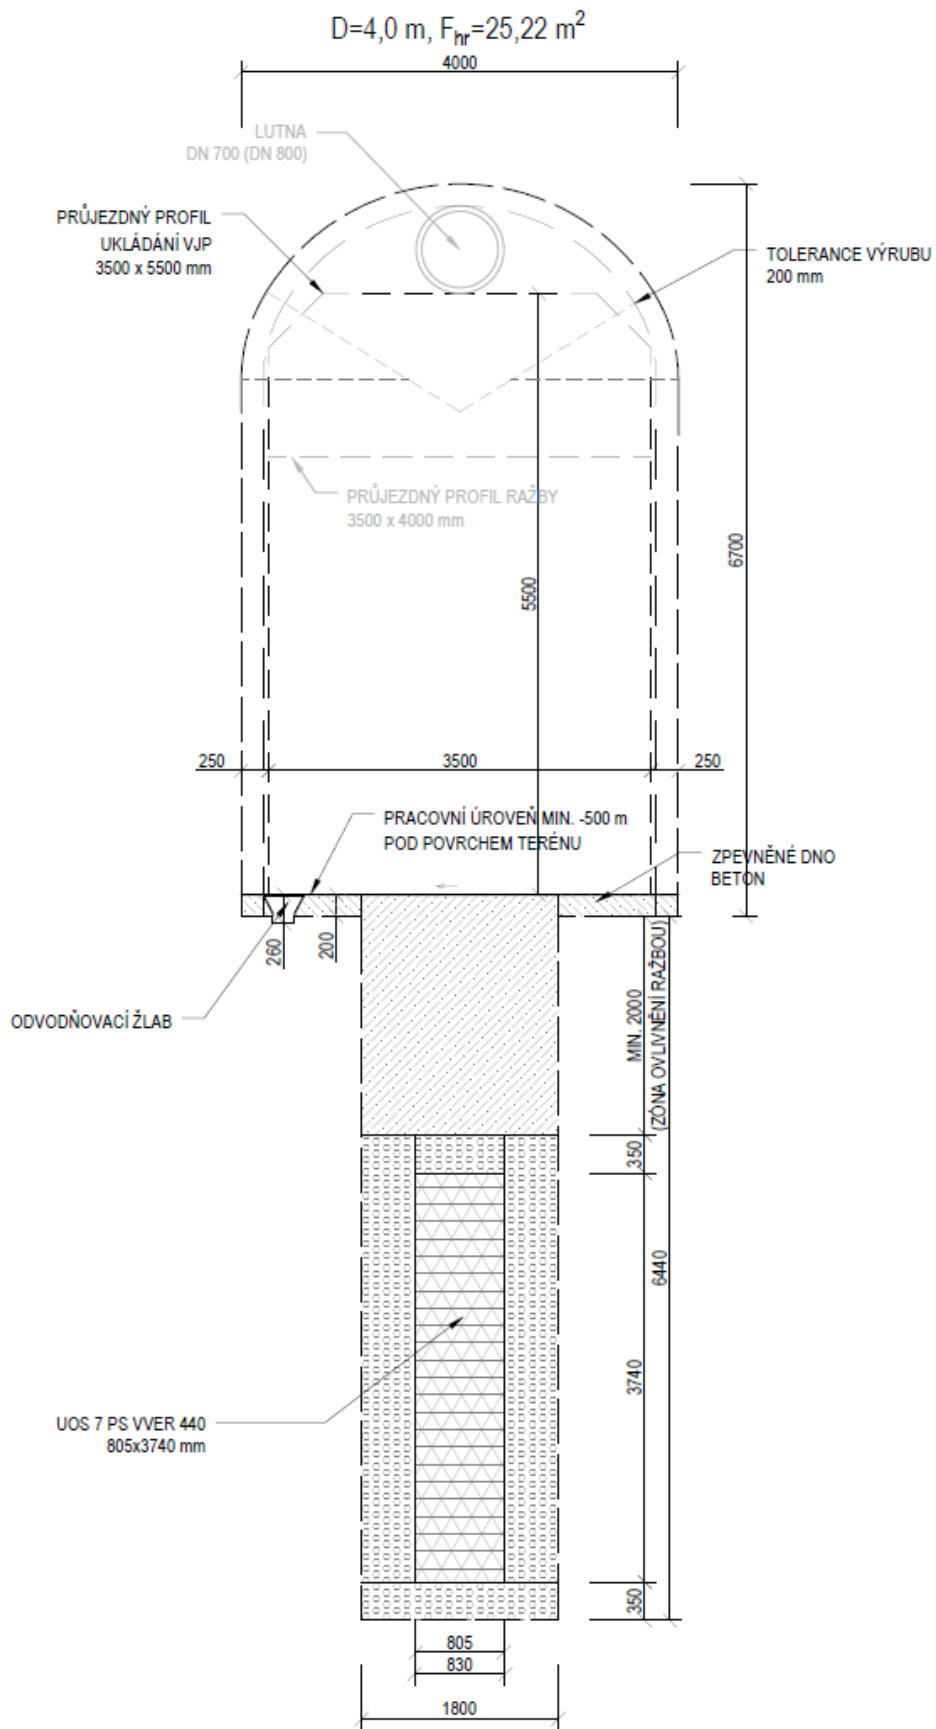 D=4,0 m, Fhr=25,22 m²
4000
LUTNA
DN 700 (DN 800)
PRŮJEZDNÝ PROFIL
UKLÁDÁNÍ VJP
3500 x 5500 mm
TOLERANCE VÝRUBU
200 mm
PRŮJEZDNÝ PROFIL RAŽBY
3500 x 4000 mm
5500
6700
250
3500
250
PRACOVNÍ ÚROVEŇ MIN. -500 m
POD POVRCHEM TERÉNU
ZPEVNĚNÉ DNO
BETON
260
200
ODVODŇOVACÍ ŽLAB
MIN. 2000
(ZÓNA OVLIVNĚNÍ RAŽBOU)
350
6440
3740
UOS 7 PS VVER 440
805x3740 mm
350
805
830
1800